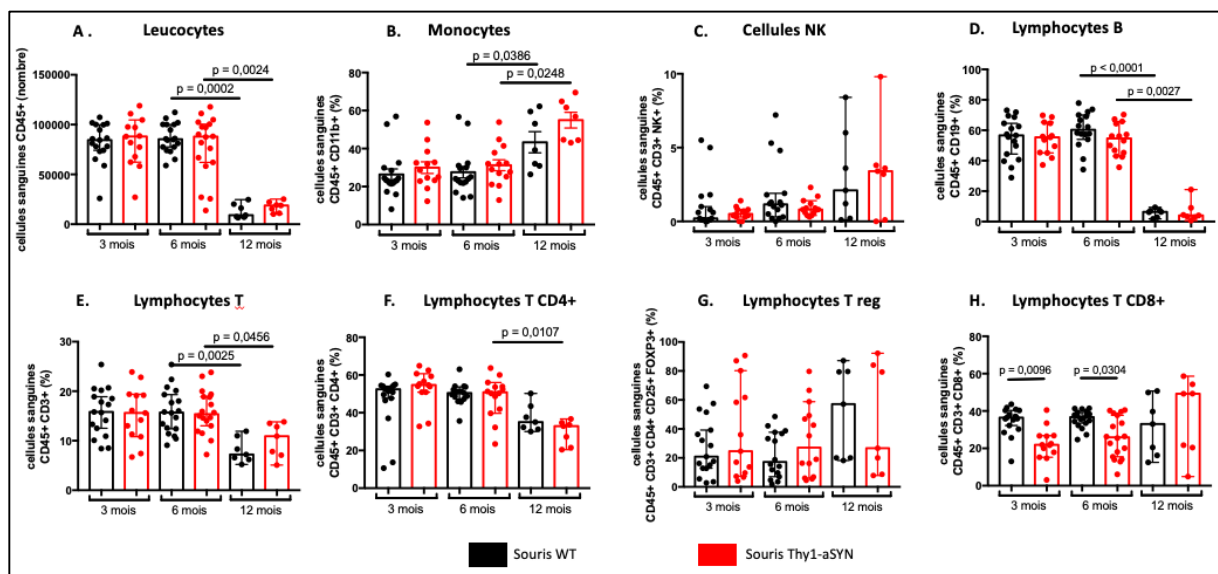 A. Leucocytes
cellules sanguines CD45+ (nombre)
150000
100000
50000
0
p = 0,0024
p = 0,0002
3 mois
6 mois
12 mois
B. Monocytes
cellules sanguines
CD45+ CD11b+ (%)
80
60
40
20
0
p = 0,0386
p = 0,0248
3 mois
6 mois
12 mois
C. Cellules NK
cellules sanguines
CD45+ CD3+ NK+ (%)
10
5
0
3 mois
6 mois
12 mois
D. Lymphocytes B
cellules sanguines
CD45+ CD19+ (%)
100
80
60
40
20
0
p <0,0001
p = 0,0027
3 mois
6 mois
12 mois
E. Lymphocytes T
cellules sanguines
CD45+ CD3+ (%)
30
20
10
0
p = 0,0456
p = 0,0025
3 mois
6 mois
12 mois
F. Lymphocytes T CD4+
cellules sanguines
CD45+ CD3+ CD4+ (%)
80
60
40
20
0
p = 0,0107
3 mois
6 mois
12 mois
G. Lymphocytes T reg
cellules sanguines
CD45+ CD3+ CD4+ CD25+ FOXP3+ (%)
100
80
60
40
20
0
3 mois
6 mois
12 mois
H. Lymphocytes T CD8+
cellules sanguines
CD45+ CD3+ CD8+ (%)
80
60
40
20
0
p = 0,0096
p = 0,0304
3 mois
6 mois
12 mois
Souris WT
Souris Thy1-aSYN